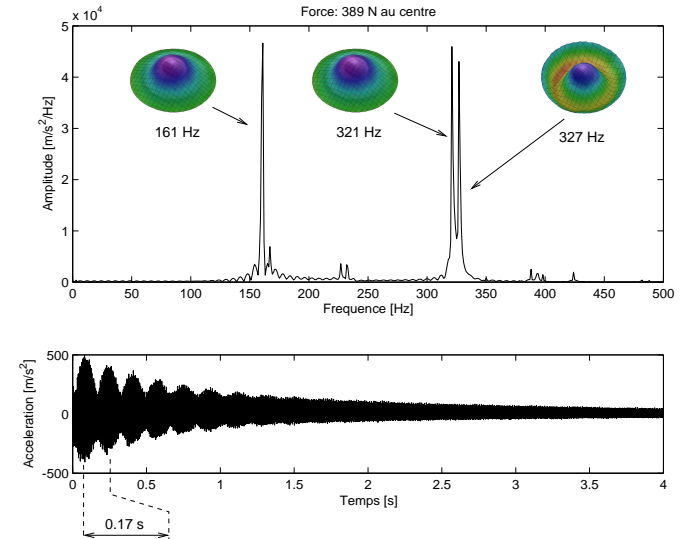 Force: 389 N au centre
x 10^4
Amplitude [m/s^2/Hz]
5
4
3
2
1
0
161 Hz
321 Hz
327 Hz
0 50 100 150 200 250 300 350 400 450 500
Frequence [Hz]
Acceleration [m/s^2]
500
0
-500
0 0.5 1 1.5 2 2.5 3 3.5 4
Temps [s]
0.17 s